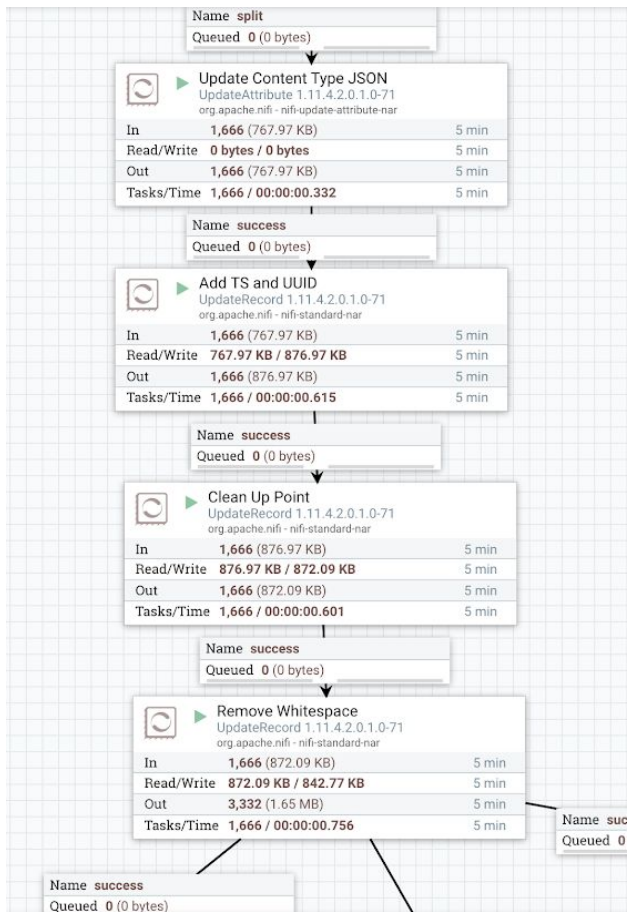 Name split
Queued 0 (0 bytes)
Update Content Type JSON
UpdateAttribute 1.11.4.2.0.1.0-71
org.apache.nifi - nifi-update-attribute-nar
In 1,666 (767.97 KB) 5 min
Read/Write 0 bytes / 0 bytes 5 min
Out 1,666 (767.97 KB) 5 min
Tasks/Time 1,666 / 00:00:00.332 5 min
Name success
Queued 0 (0 bytes)
Add TS and UUID
UpdateRecord 1.11.4.2.0.1.0-71
org.apache.nifi - nifi-standard-nar
In 1,666 (767.97 KB) 5 min
Read/Write 767.97 KB / 876.97 KB 5 min
Out 1,666 (876.97 KB) 5 min
Tasks/Time 1,666 / 00:00:00.615 5 min
Name success
Queued 0 (0 bytes)
Clean Up Point
UpdateRecord 1.11.4.2.0.1.0-71
org.apache.nifi - nifi-standard-nar
In 1,666 (876.97 KB) 5 min
Read/Write 876.97 KB / 872.09 KB 5 min
Out 1,666 (872.09 KB) 5 min
Tasks/Time 1,666 / 00:00:00.601 5 min
Name success
Queued 0 (0 bytes)
Remove Whitespace
UpdateRecord 1.11.4.2.0.1.0-71
org.apache.nifi - nifi-standard-nar
In 1,666 (872.09 KB) 5 min
Read/Write 872.09 KB / 842.77 KB 5 min
Out 3,332 (1.65 MB) 5 min
Tasks/Time 1,666 / 00:00:00.756 5 min
Name suc
Queued 0
Name success
Queued 0 (0 bytes)